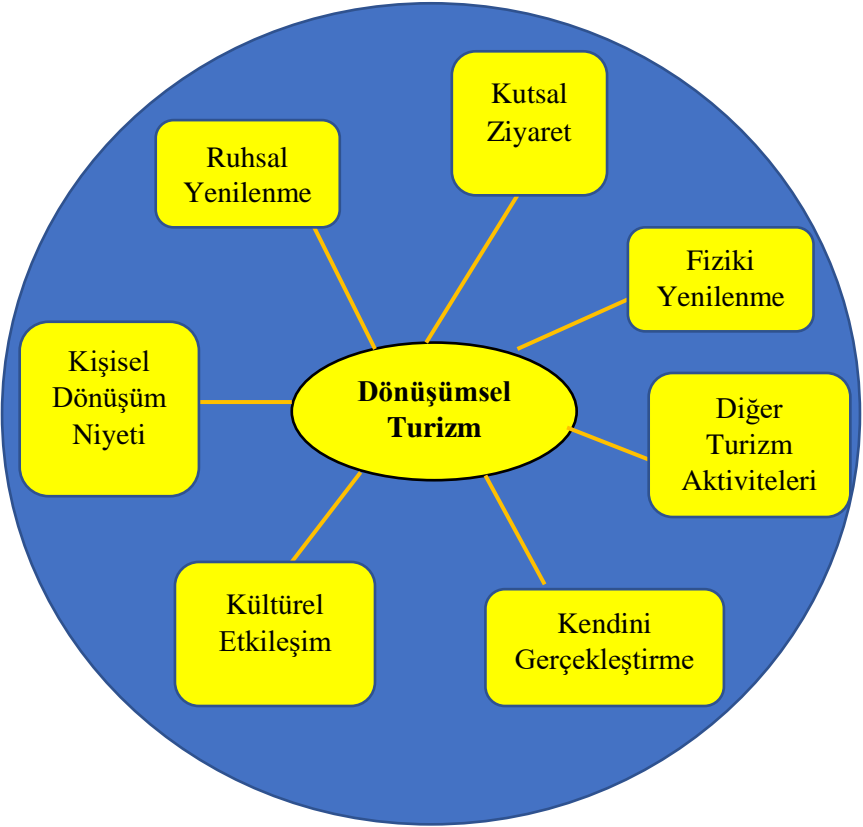 Kutsal
Ziyaret
Ruhsal
Yenilenme
Fiziki
Yenilenme
Kişisel
Dönüşüm
Niyeti
Dönüşümsel
Turizm
Diğer
Turizm
Aktiviteleri
Kültürel
Etkileşim
Kendini
Gerçekleştirme